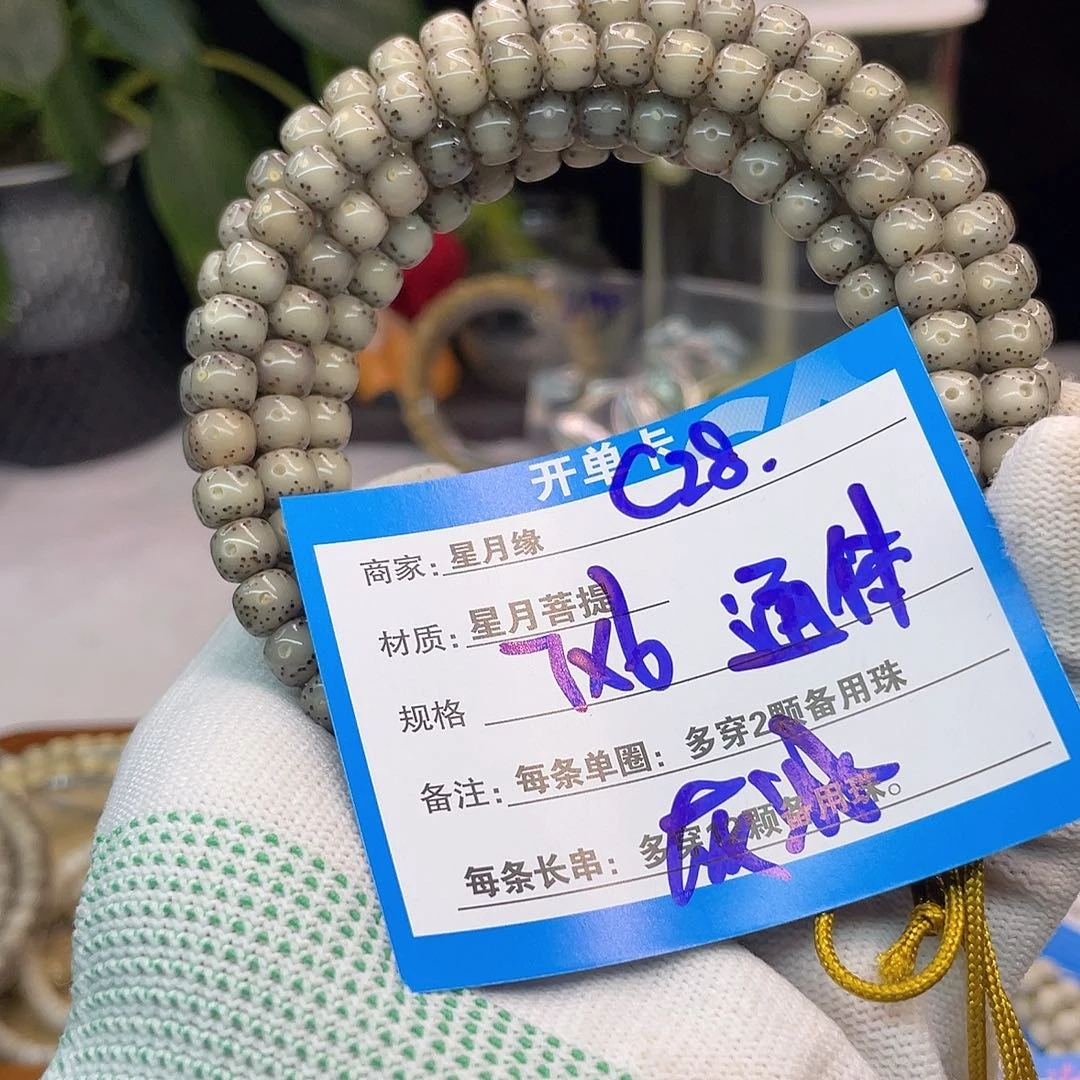 开单卡 C28.
商家：星月缘
材质：星月菩提
7x6 通体
规格
备注：每条单圈：多穿2颗备用珠
每条长串：多穿12颗备用珠。